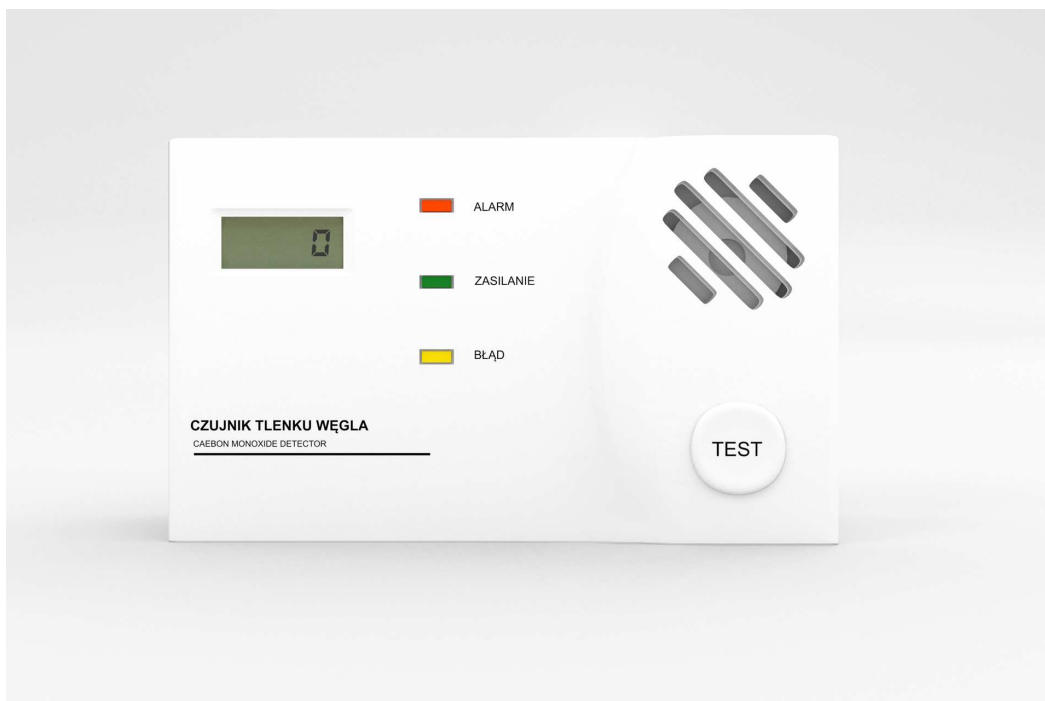 0
ALARM
ZASILANIE
BŁĄD
CZUJNIK TLENKU WĘGLA
CAEBON MONOXIDE DETECTOR
TEST